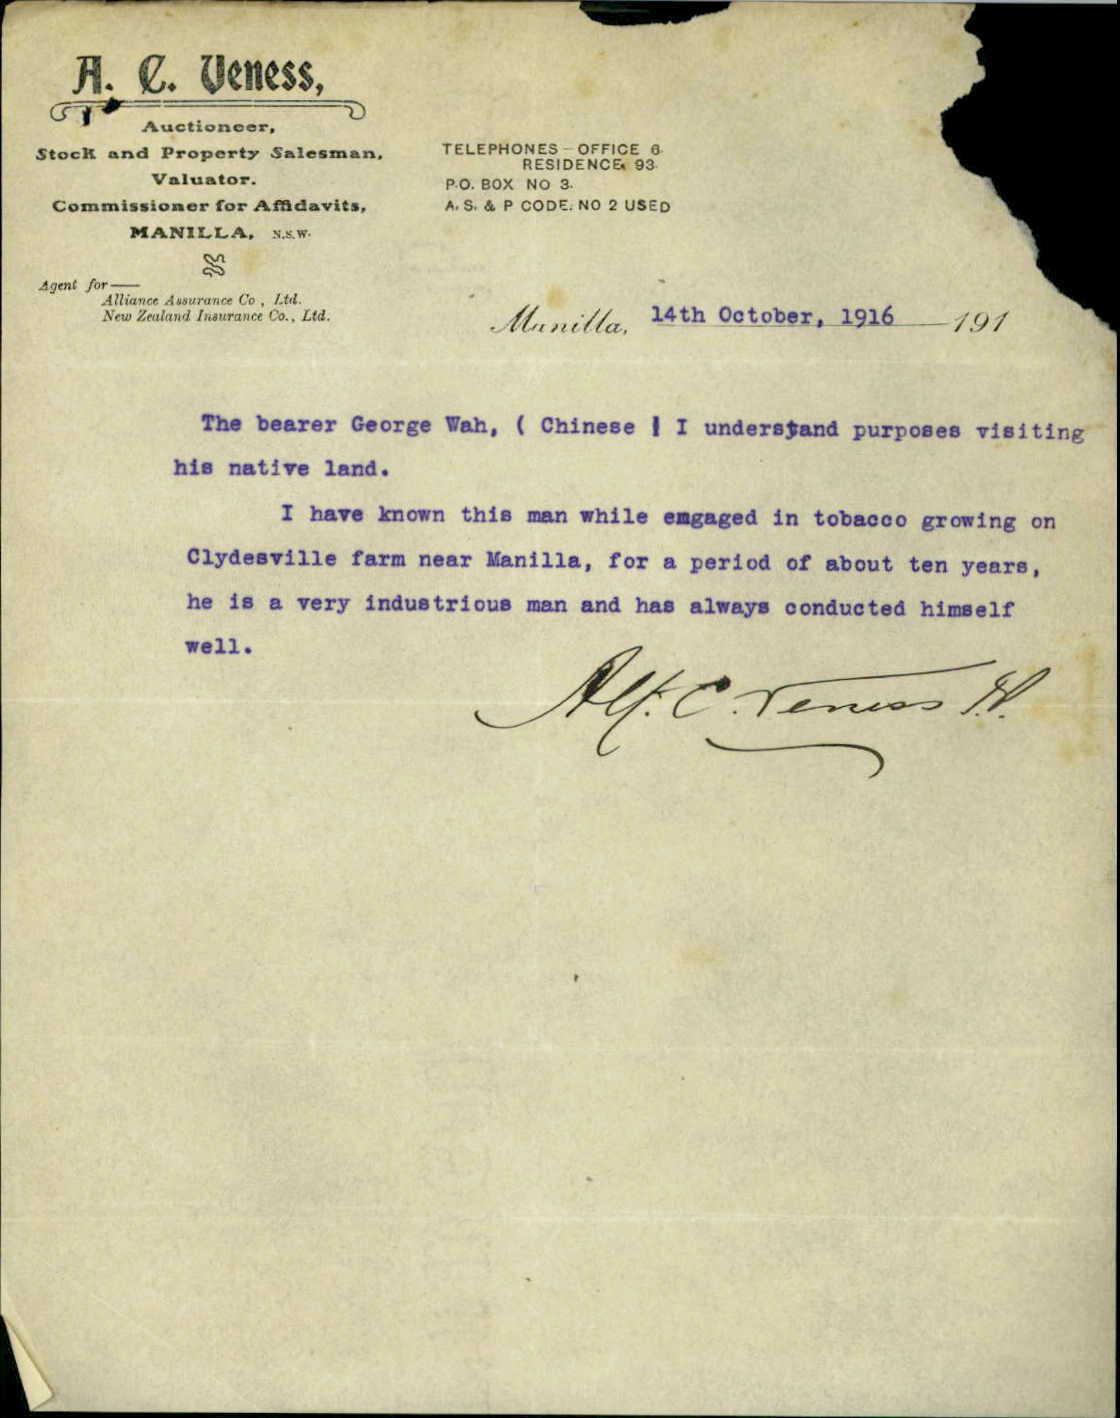 A. C. Veness,
Auctioneer,
Stock and Property Salesman,
Valuator.
Commissioner for Affidavits,
MANILLA, N.S.W.
Agent for
Alliance Assurance Co , Ltd.
New Zealand Insurance Co., Ltd.
TELEPHONES - OFFICE 6.
RESIDENCE. 93.
P.O. BOX NO 3.
A. S. & P CODE. NO 2 USED
Manilla, 14th October, 1916 191
The bearer George Wah, ( Chinese ) I understand purposes visiting
his native land.
I have known this man while engaged in tobacco growing on
Clydesville farm near Manilla, for a period of about ten years,
he is a very industrious man and has always conducted himself
well.
Alf. C. Veness